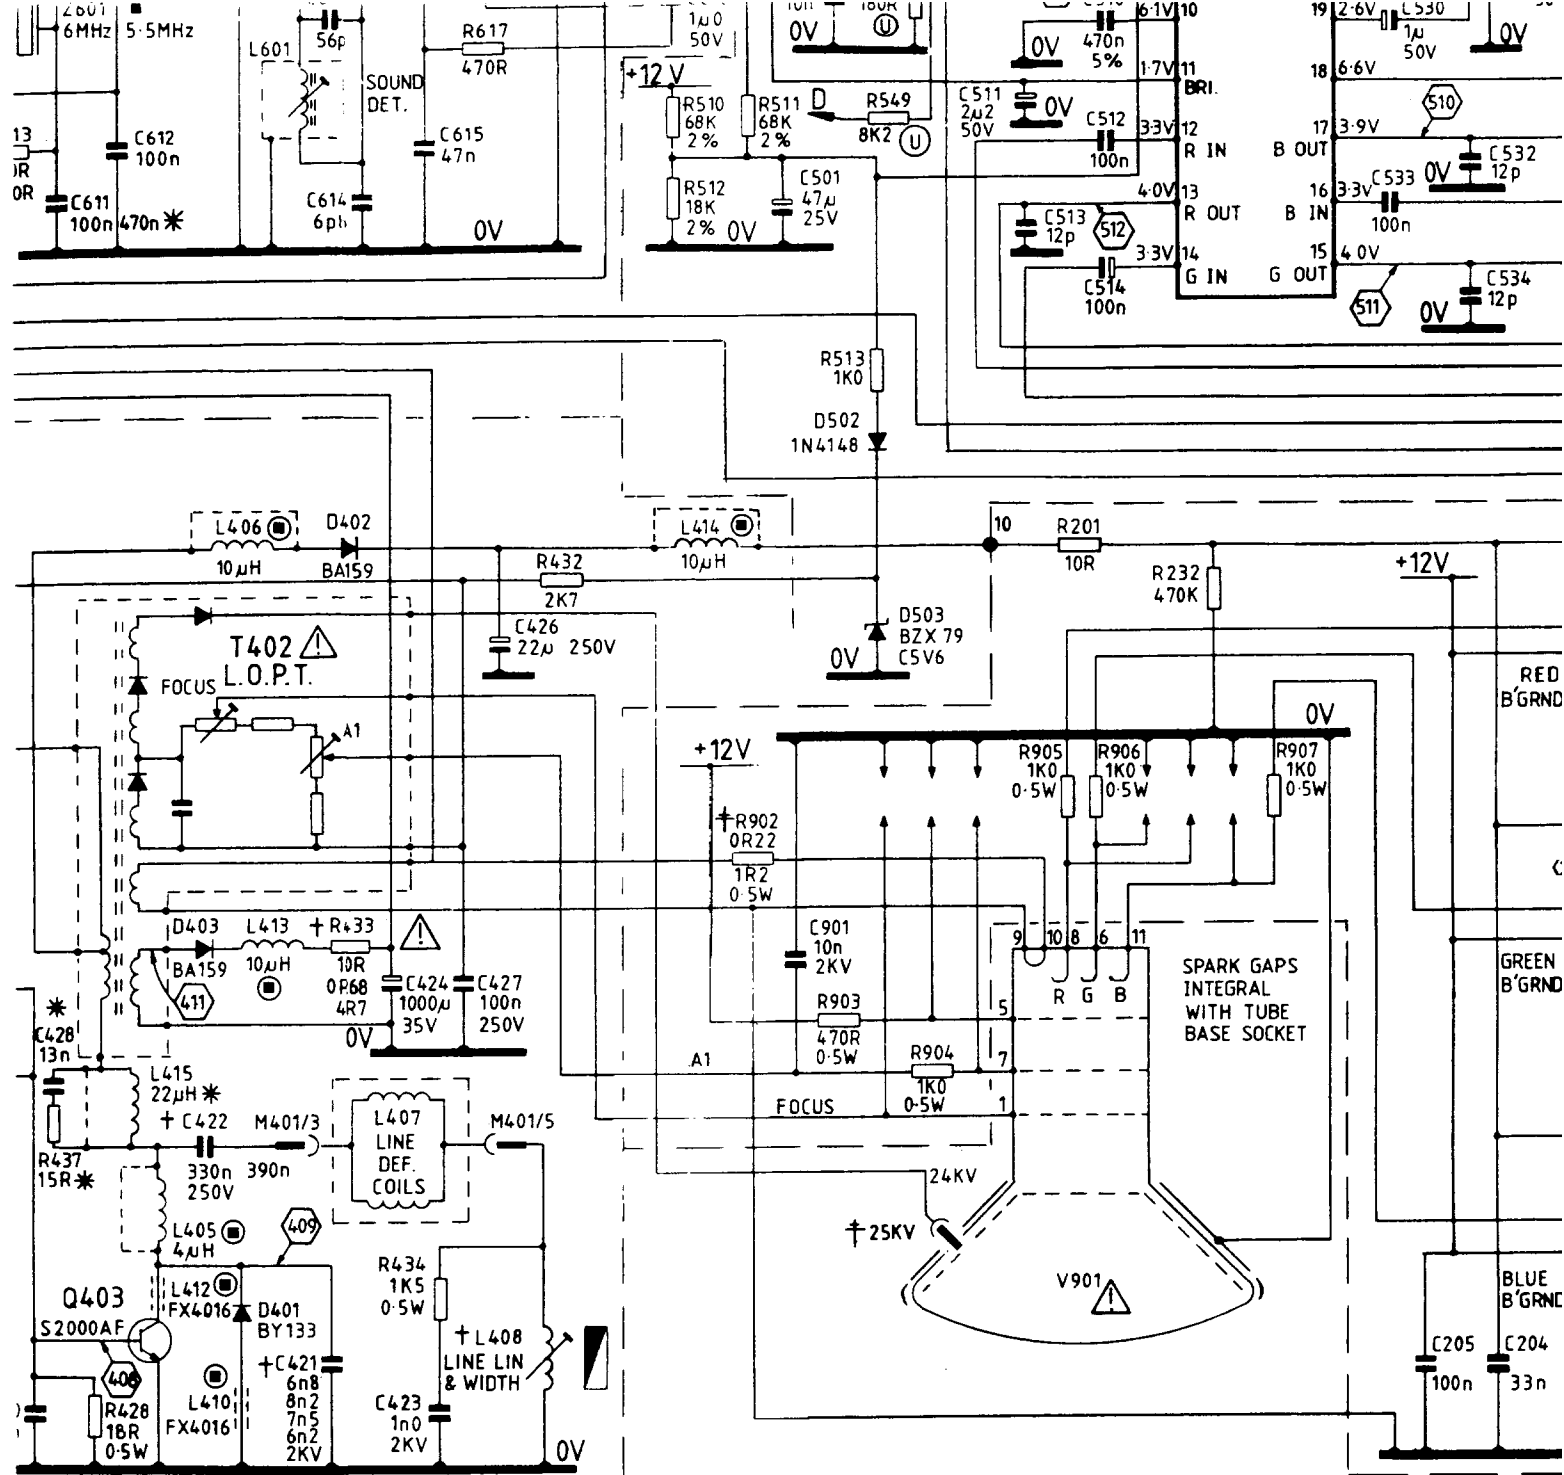 Z601
6MHz
5·5MHz
56p
L601
SOUND
DET.
R617
470R
1µ0
50V
+12V
R510
68K
2%
R511
68K
2%
R512
18K
2%
0V
C501
47µ
25V
C612
100n
C611
100n
470n
C614
6p8
C615
47n
0V
0V
U
D
R549
8K2
U
0V
470n
5%
C511
2µ2
50V
0V
C512
100n
C513
12p
512
C514
100n
6.1V
10
1.7V
11
BRI.
3.3V
12
R IN
4.0V
13
R OUT
3.3V
14
G IN
19
2.6V
C530
1µ
50V
0V
18
6.6V
510
17
3.9V
B OUT
C532
12p
0V
16
3.3V
B IN
C533
100n
15
4.0V
G OUT
511
C534
12p
0V
R513
1K0
D502
1N4148
L406
10µH
D402
BA159
L414
10µH
R432
2K7
C426
22µ 250V
D503
BZX 79
C5V6
0V
10
R201
10R
R232
470K
+12V
RED
B'GRND
T402
L.O.P.T.
FOCUS
A1
+12V
0V
R905
1K0
0·5W
R906
1K0
0·5W
R907
1K0
0·5W
†R902
0R22
1R2
0·5W
D403
BA159
L413
10µH
†R433
10R
0R68
4R7
411
C424
1000µ
35V
C427
100n
250V
0V
C901
10n
2KV
R903
470R
0·5W
R904
1K0
0·5W
A1
FOCUS
9
10
8
6
11
R
G
B
5
7
1
SPARK GAPS
INTEGRAL
WITH TUBE
BASE SOCKET
GREEN
B'GRND
C428
13n
L415
22µH
R437
15R
†C422
330n
250V
390n
M401/3
L407
LINE
DEF.
COILS
M401/5
24KV
†25KV
V901
L405
4µH
409
L412
FX4016
Q403
S2000AF
408
D401
BY133
†C421
6n8
8n2
7n5
6n2
2KV
L410
FX4016
R428
18R
0·5W
R434
1K5
0·5W
C423
1n0
2KV
†L408
LINE LIN
& WIDTH
0V
BLUE
B'GRND
C205
100n
C204
33n